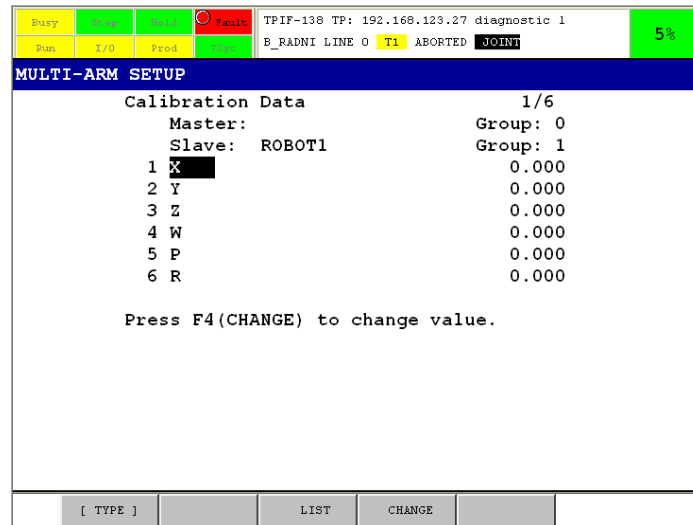 Busy Step Held Fault
Run I/O Prod TCyc
TPIF-138 TP: 192.168.123.27 diagnostic l
B_RADNI LINE 0 T1 ABORTED JOINT
5%
MULTI-ARM SETUP
Calibration Data 1/6
Master: Group: 0
Slave: ROBOT1 Group: 1
1 X 0.000
2 Y 0.000
3 Z 0.000
4 W 0.000
5 P 0.000
6 R 0.000
Press F4(CHANGE) to change value.
[ TYPE ] LIST CHANGE